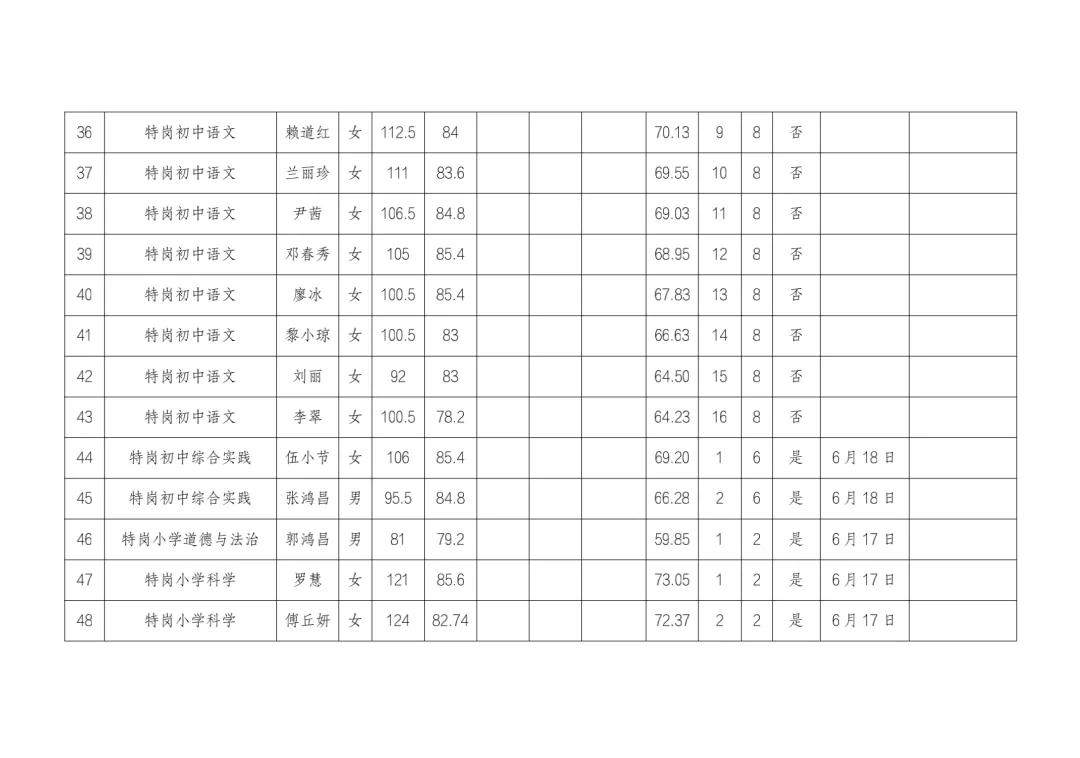 36 特岗初中语文 赖道红 女 112.5 84 70.13 9 8 否
37 特岗初中语文 兰丽珍 女 111 83.6 69.55 10 8 否
38 特岗初中语文 尹茜 女 106.5 84.8 69.03 11 8 否
39 特岗初中语文 邓春秀 女 105 85.4 68.95 12 8 否
40 特岗初中语文 廖冰 女 100.5 85.4 67.83 13 8 否
41 特岗初中语文 黎小琼 女 100.5 83 66.63 14 8 否
42 特岗初中语文 刘丽 女 92 83 64.50 15 8 否
43 特岗初中语文 李翠 女 100.5 78.2 64.23 16 8 否
44 特岗初中综合实践 伍小节 女 106 85.4 69.20 1 6 是 6月18日
45 特岗初中综合实践 张鸿昌 男 95.5 84.8 66.28 2 6 是 6月18日
46 特岗小学道德与法治 郭鸿昌 男 81 79.2 59.85 1 2 是 6月17日
47 特岗小学科学 罗慧 女 121 85.6 73.05 1 2 是 6月17日
48 特岗小学科学 傅丘妍 女 124 82.74 72.37 2 2 是 6月17日